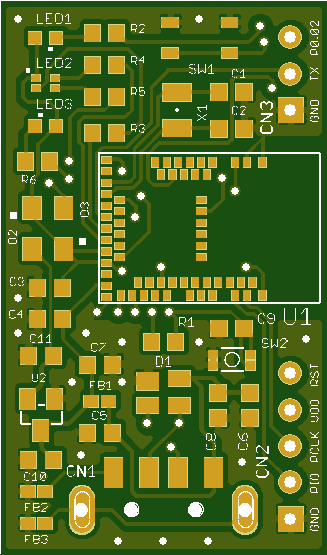 LED1
R2
LED2
R4
SW1
C1
P0.02
TX
GND
LED3
R5
C2
X1
CN3
R3
R6
Q3
Q2
C3
C4
R1
C9
U1
C11
C7
D1
SW2
U2
FB1
RST
VDD
PCLK
PIO
GND
C5
C8
C6
CN2
C10
CN1
FB2
FB3